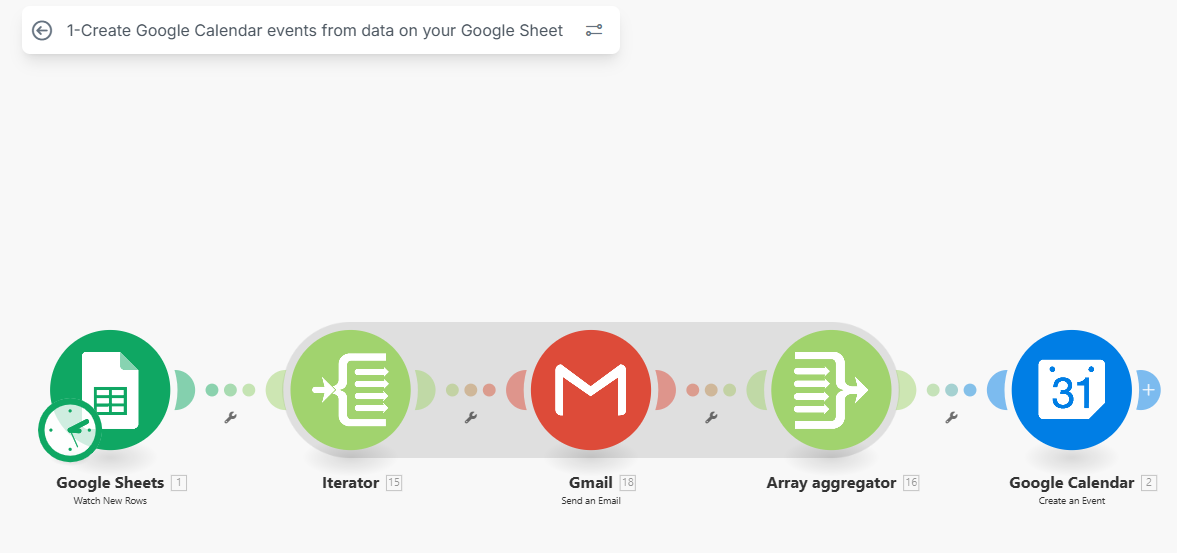 1-Create Google Calendar events from data on your Google Sheet
31
Google Sheets 1
Watch New Rows
Iterator 15
Gmail 18
Send an Email
Array aggregator 16
Google Calendar 2
Create an Event